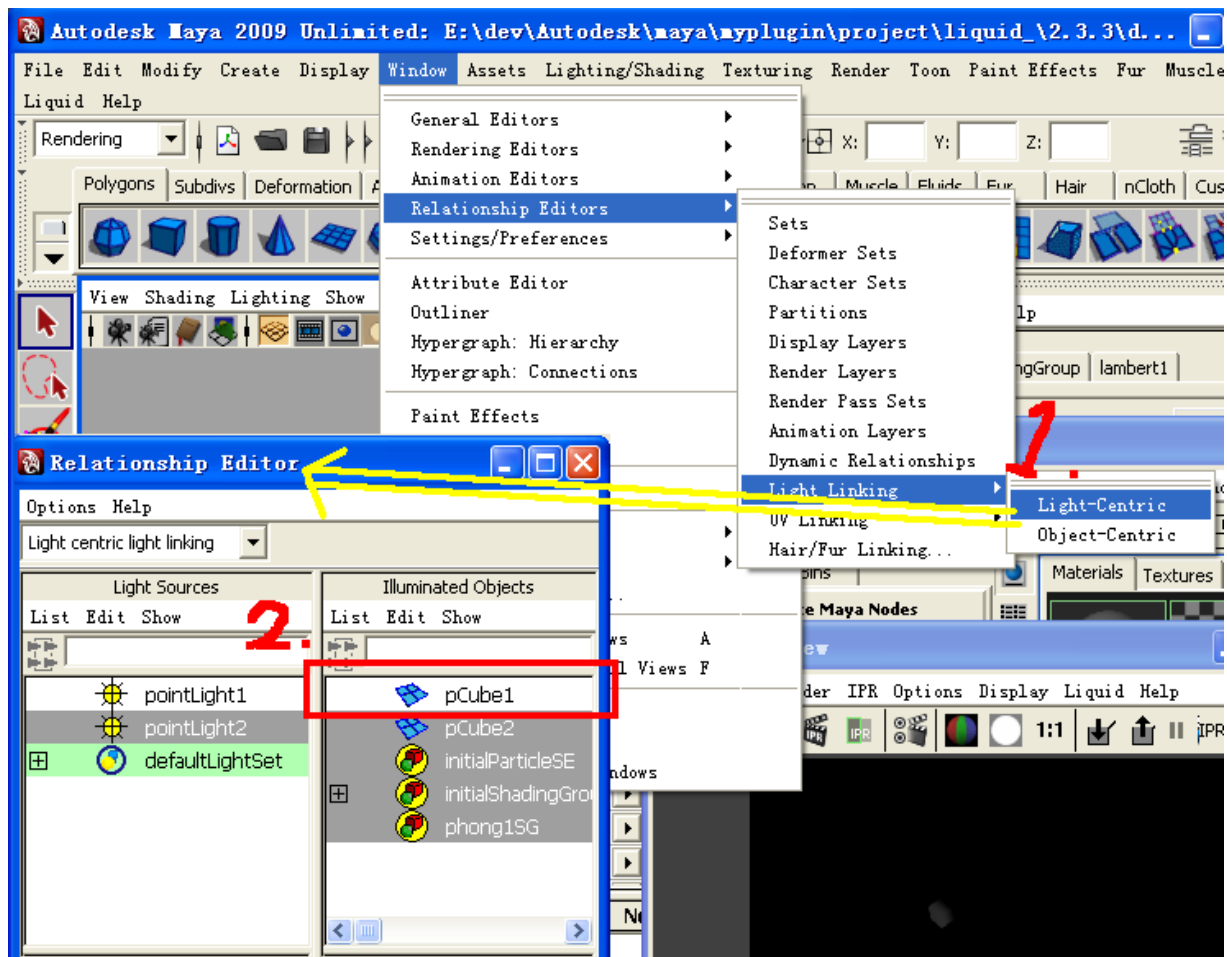 Autodesk Maya 2009 Unlimited: E:\dev\Autodesk\maya\myplugin\project\liquid_\2.3.3\d...
File Edit Modify Create Display Window Assets Lighting/Shading Texturing Render Toon Paint Effects Fur Muscle
Liquid Help
Rendering X: Y: Z:
Polygons Subdivs Deformation Muscle Fluids Fur Hair nCloth Cus
General Editors
Rendering Editors
Animation Editors
Relationship Editors
Settings/Preferences
Attribute Editor
Outliner
Hypergraph: Hierarchy
Hypergraph: Connections
Paint Effects
Sets
Deformer Sets
Character Sets
Partitions
Display Layers
Render Layers
Render Pass Sets
Animation Layers
Dynamic Relationships
Light Linking
UV Linking
Hair/Fur Linking...
1.
Light-Centric
Object-Centric
View Shading Lighting Show
lp
ngGroup lambert1
Relationship Editor
Options Help
Light centric light linking
Light Sources Illuminated Objects
List Edit Show List Edit Show
2.
pointLight1
pointLight2
defaultLightSet
pCube1
pCube2
initialParticleSE
initialShadingGrou
phong1SG
Materials Textures
te Maya Nodes
ws A
ll Views F
ndows
ew
der IPR Options Display Liquid Help
1:1 IPR